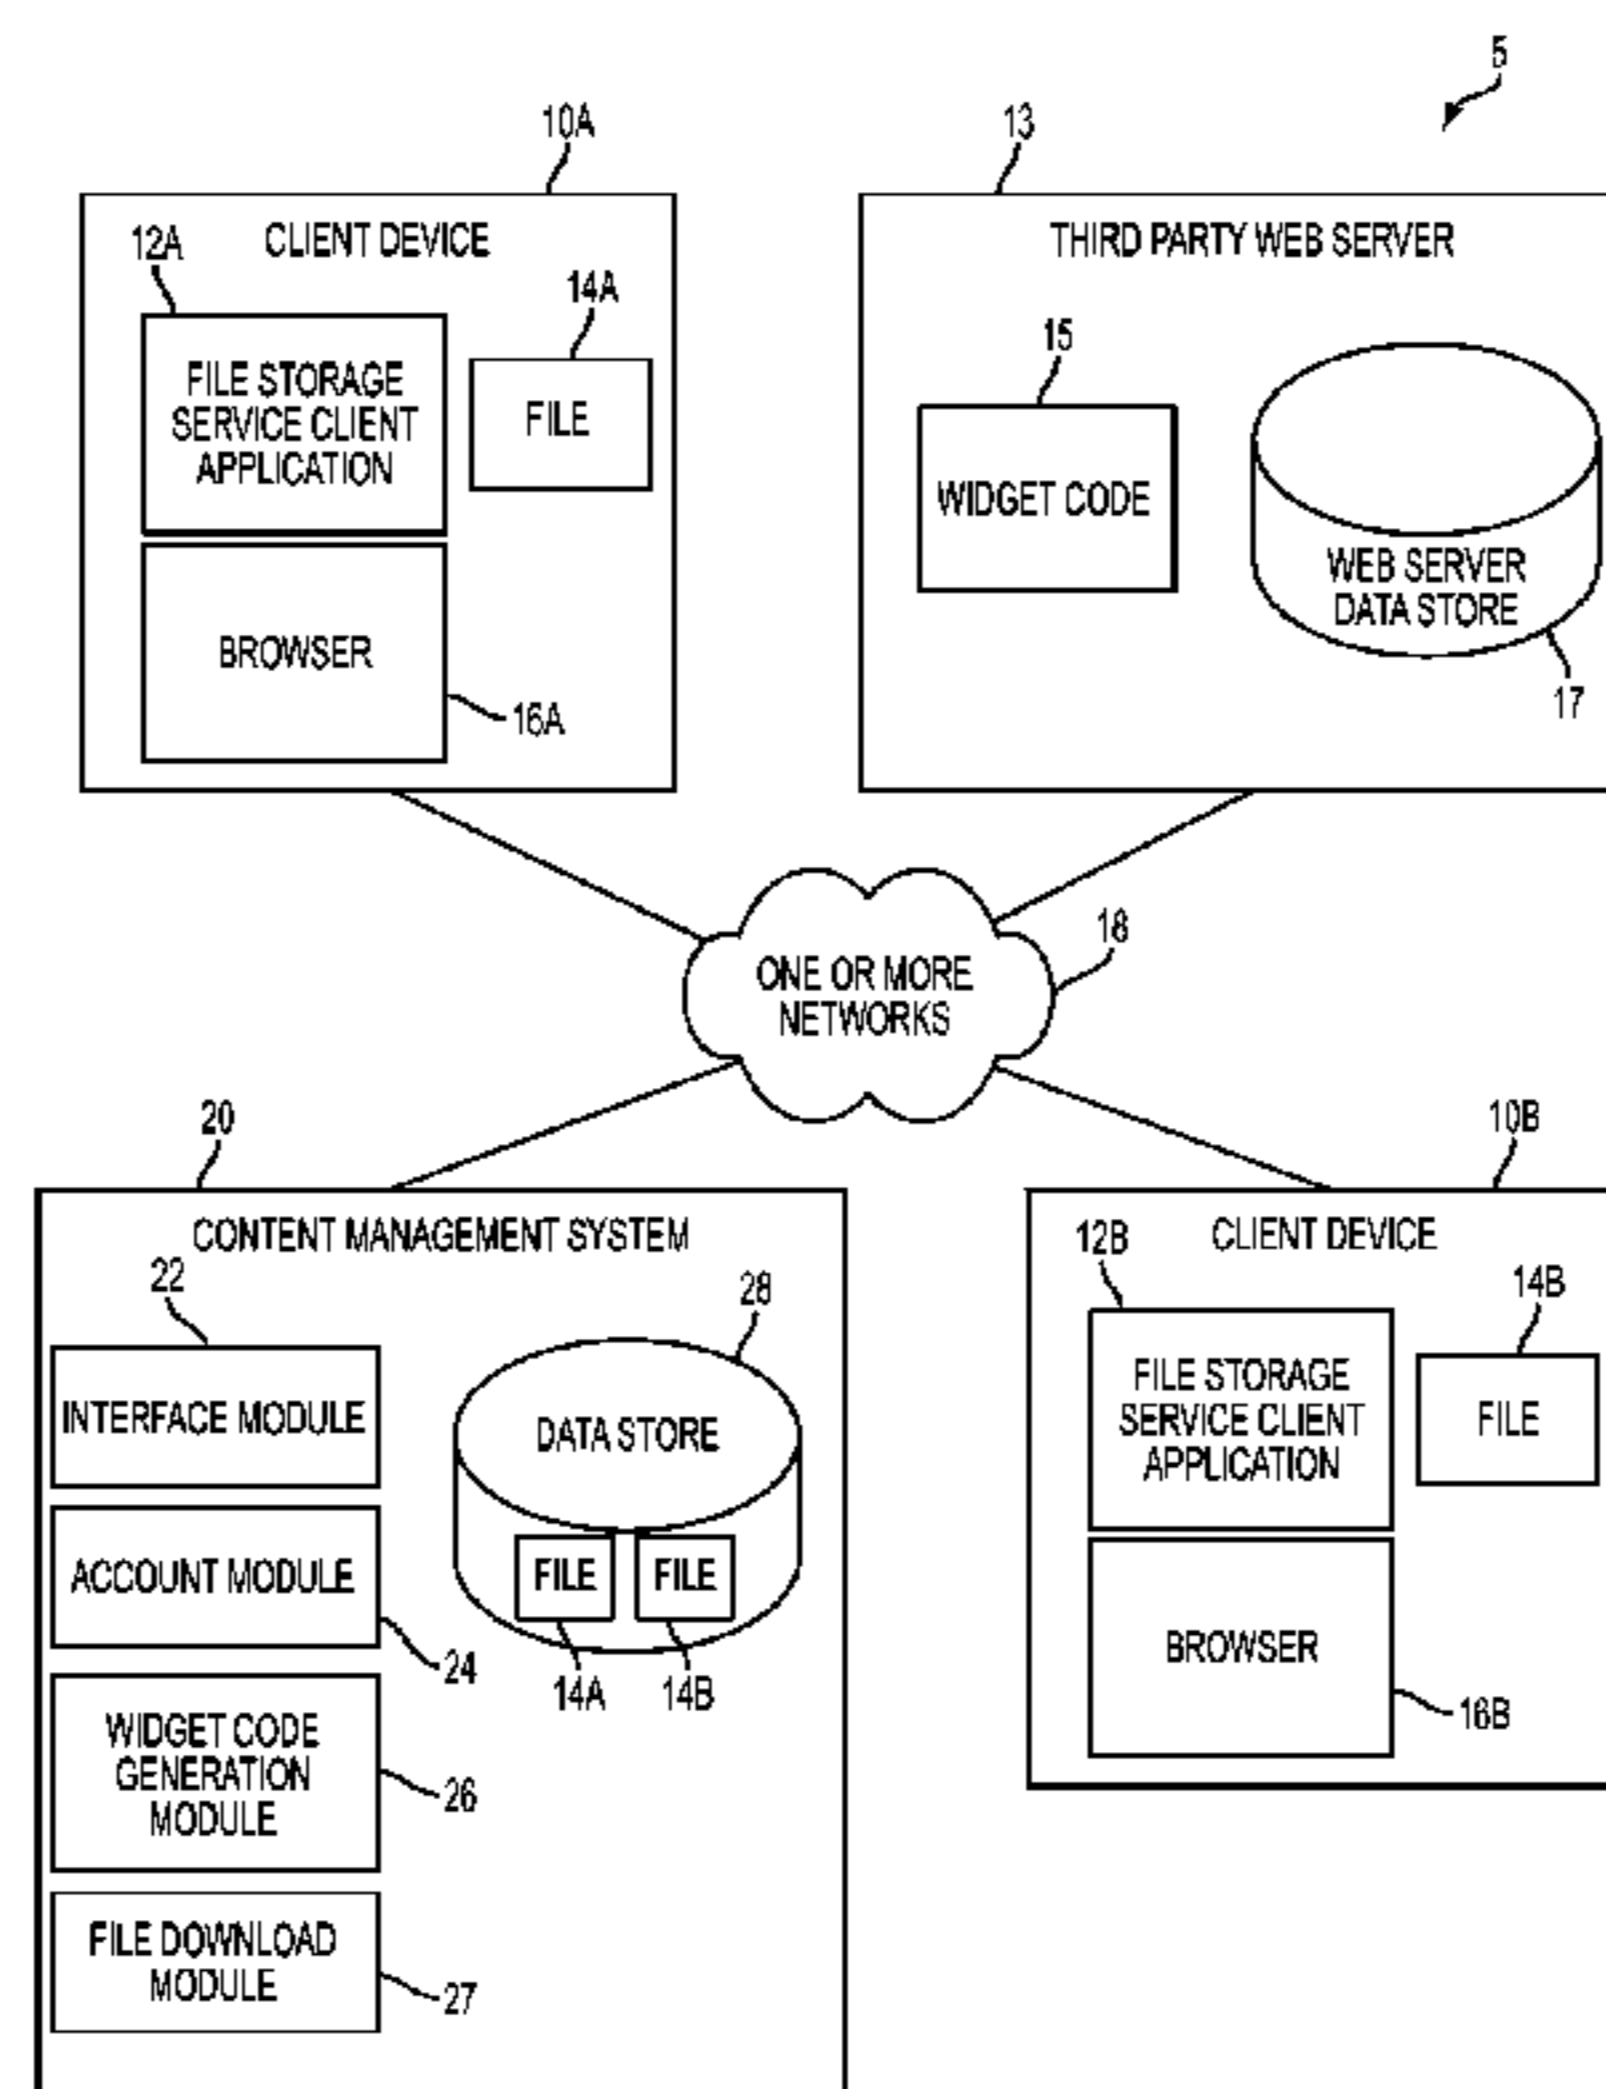 5
10A
CLIENT DEVICE
12A
14A
FILE STORAGE
SERVICE CLIENT
APPLICATION
FILE
BROWSER
16A
13
THIRD PARTY WEB SERVER
15
WIDGET CODE
WEB SERVER
DATA STORE
17
ONE OR MORE
NETWORKS
18
20
CONTENT MANAGEMENT SYSTEM
22
INTERFACE MODULE
ACCOUNT MODULE
24
WIDGET CODE
GENERATION
MODULE
26
FILE DOWNLOAD
MODULE
27
28
DATA STORE
FILE
FILE
14A
14B
10B
CLIENT DEVICE
12B
14B
FILE STORAGE
SERVICE CLIENT
APPLICATION
FILE
BROWSER
16B